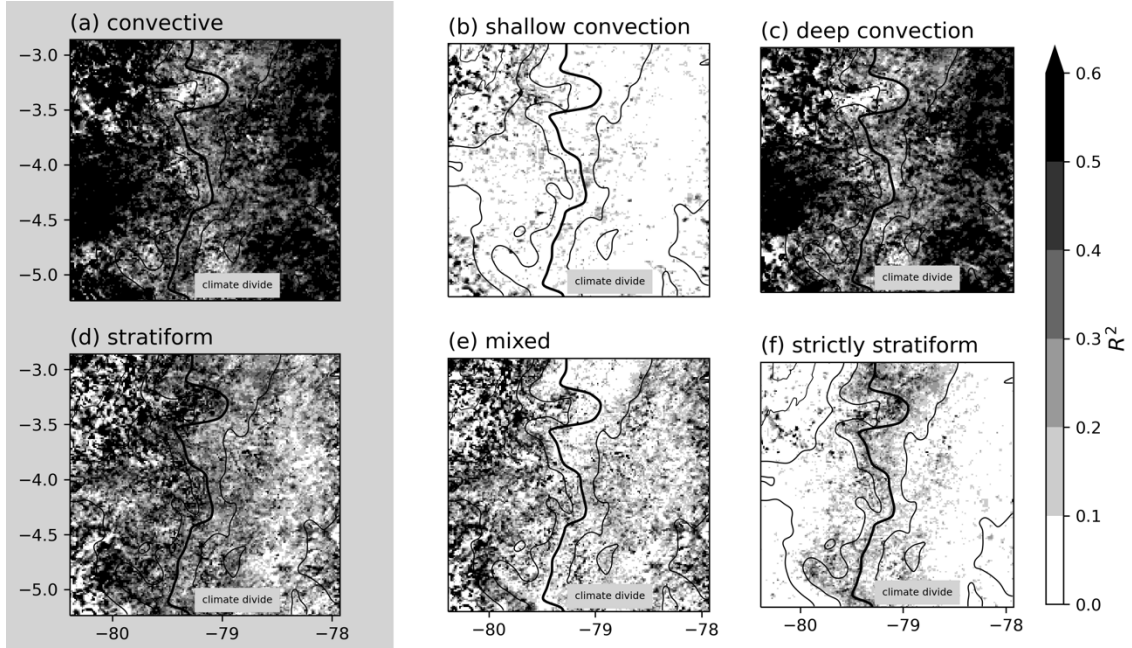 (a) convective
(b) shallow convection
(c) deep convection
−3.0
−3.5
−4.0
−4.5
−5.0
climate divide
climate divide
climate divide
0.6
0.5
0.4
0.3
0.2
0.1
0.0
R²
(d) stratiform
(e) mixed
(f) strictly stratiform
−3.0
−3.5
−4.0
−4.5
−5.0
climate divide
climate divide
climate divide
−80 −79 −78
−80 −79 −78
−80 −79 −78